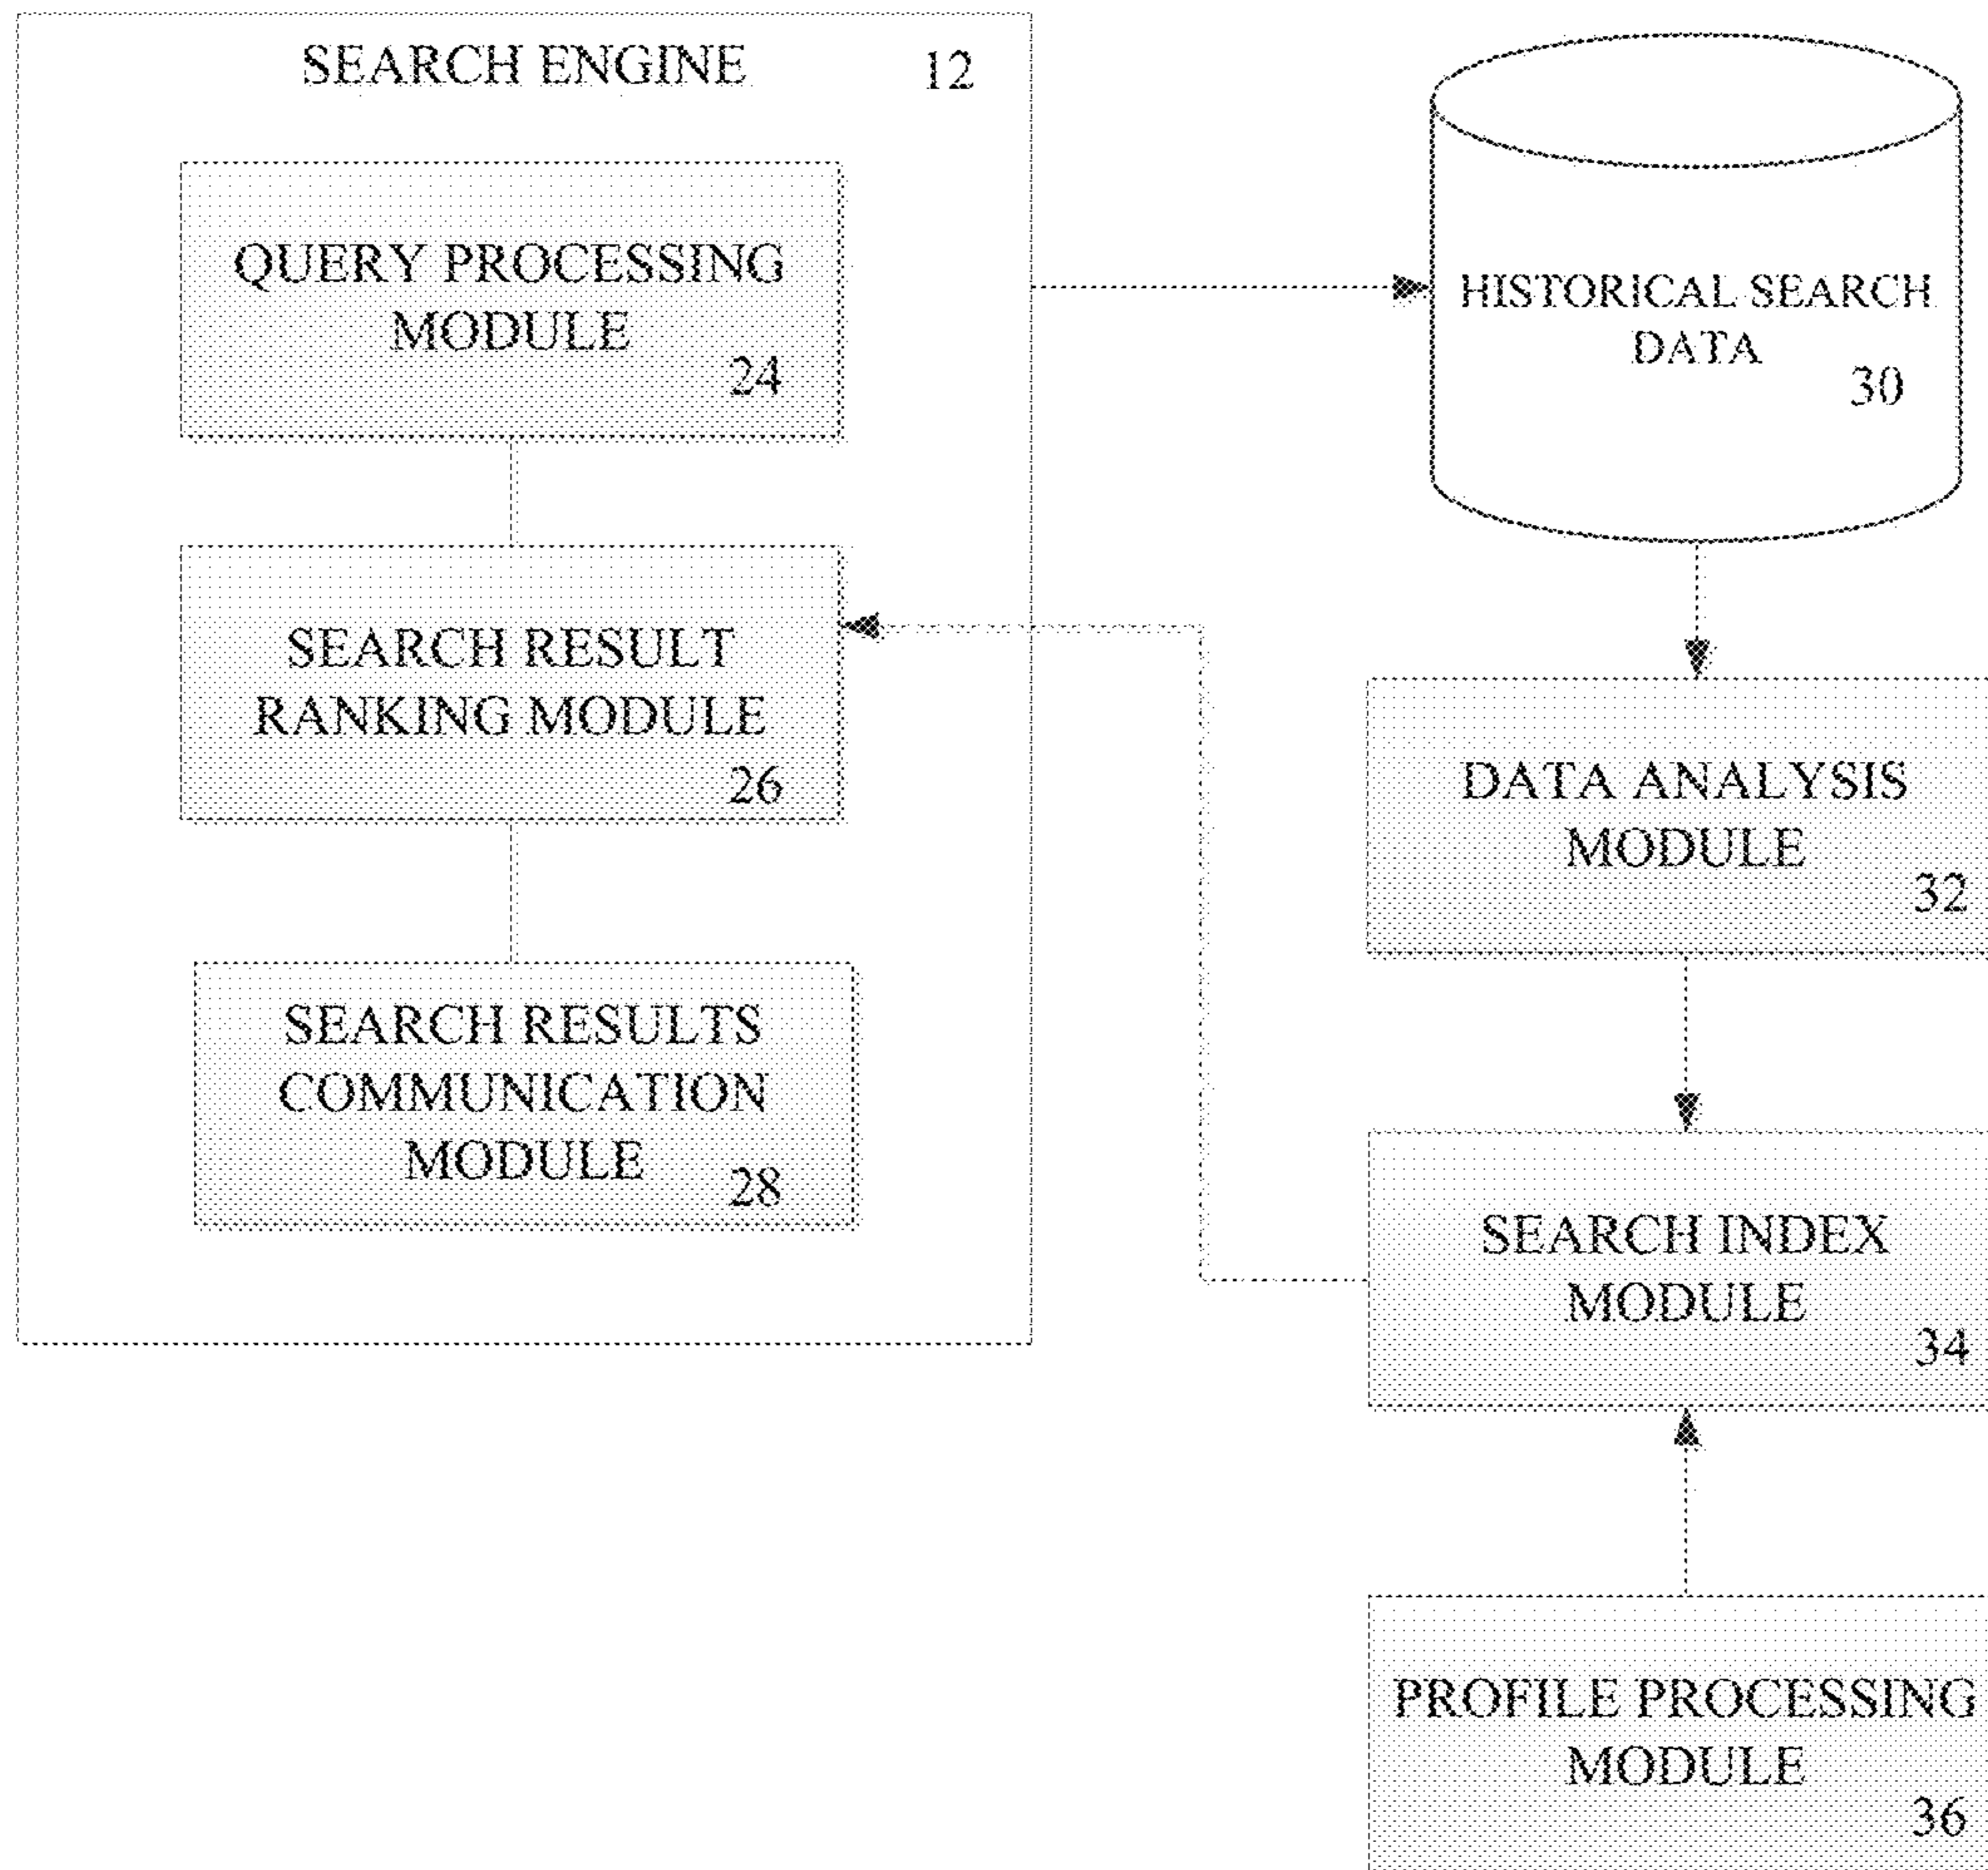 SEARCH ENGINE
12
QUERY PROCESSING
MODULE
24
SEARCH RESULT
RANKING MODULE
26
SEARCH RESULTS
COMMUNICATION
MODULE
28
HISTORICAL SEARCH
DATA
30
DATA ANALYSIS
MODULE
32
SEARCH INDEX
MODULE
34
PROFILE PROCESSING
MODULE
36